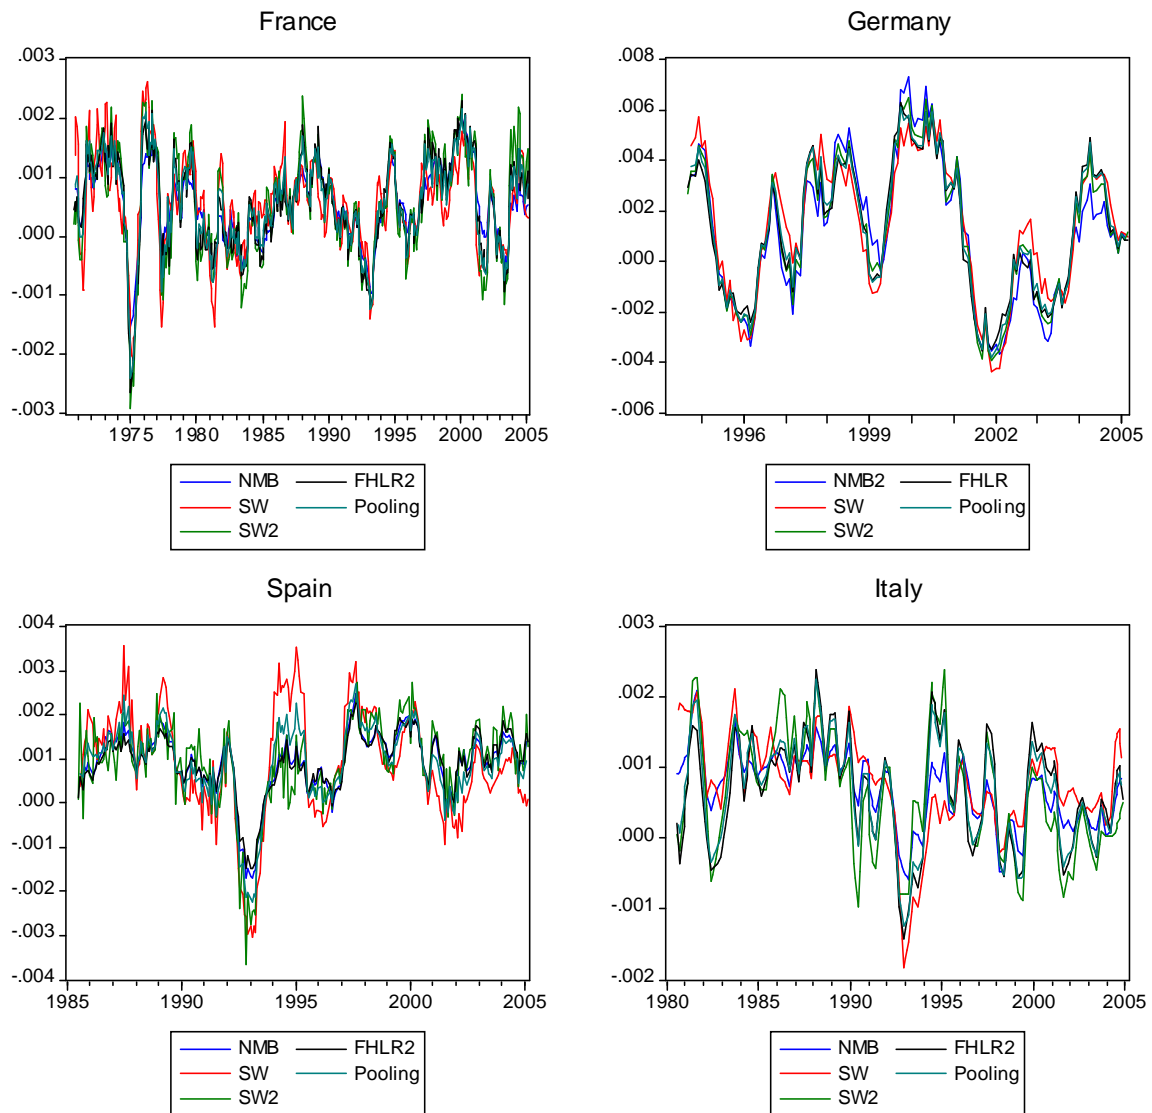 France
.003
.002
.001
.000
-.001
-.002
-.003
1975 1980 1985 1990 1995 2000 2005
NMB FHLR2
SW Pooling
SW2
Germany
.008
.006
.004
.002
.000
-.002
-.004
-.006
1996 1999 2002 2005
NMB2 FHLR
SW Pooling
SW2
Spain
.004
.003
.002
.001
.000
-.001
-.002
-.003
-.004
1985 1990 1995 2000 2005
NMB FHLR2
SW Pooling
SW2
Italy
.003
.002
.001
.000
-.001
-.002
1980 1985 1990 1995 2000 2005
NMB FHLR2
SW Pooling
SW2